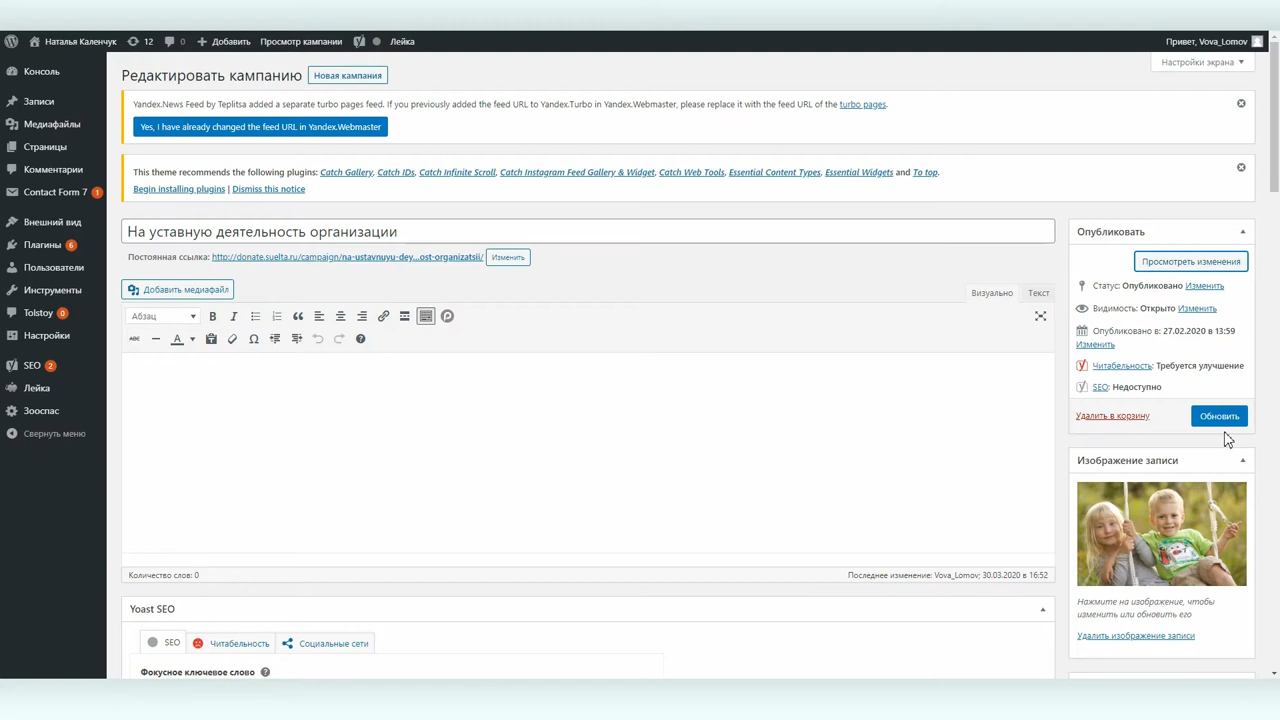 Наталья Каленчук 12 0 Добавить Просмотр кампании Лейка Привет, Vova_Lomov
Настройки экрана
Консоль
Записи
Медиафайлы
Страницы
Комментарии
Contact Form 7 1
Внешний вид
Плагины 6
Пользователи
Инструменты
Tolstoy 0
Настройки
SEO 2
Лейка
Зооспас
Свернуть меню
Редактировать кампанию Новая кампания
Yandex.News Feed by Teplitsa added a separate turbo pages feed. If you previously added the feed URL to Yandex.Turbo in Yandex.Webmaster, please replace it with the feed URL of the turbo pages.
Yes, I have already changed the feed URL in Yandex.Webmaster
This theme recommends the following plugins: Catch Gallery, Catch IDs, Catch Infinite Scroll, Catch Instagram Feed Gallery & Widget, Catch Web Tools, Essential Content Types, Essential Widgets and To top.
Begin installing plugins | Dismiss this notice
На уставную деятельность организации
Постоянная ссылка: http://donate.suelta.ru/campaign/na-ustavnuyu-dey…ost-organizatsii/ Изменить
Добавить медиафайл
Визуально Текст
Абзац B I
ABC A Ω
Количество слов: 0 Последнее изменение: Vova_Lomov; 30.03.2020 в 16:52
Yoast SEO
SEO Читабельность Социальные сети
Фокусное ключевое слово
Опубликовать
Просмотреть изменения
Статус: Опубликовано Изменить
Видимость: Открыто Изменить
Опубликовано в: 27.02.2020 в 13:59
Изменить
Читабельность: Требуется улучшение
SEO: Недоступно
Удалить в корзину Обновить
Изображение записи
Нажмите на изображение, чтобы
изменить или обновить его
Удалить изображение записи